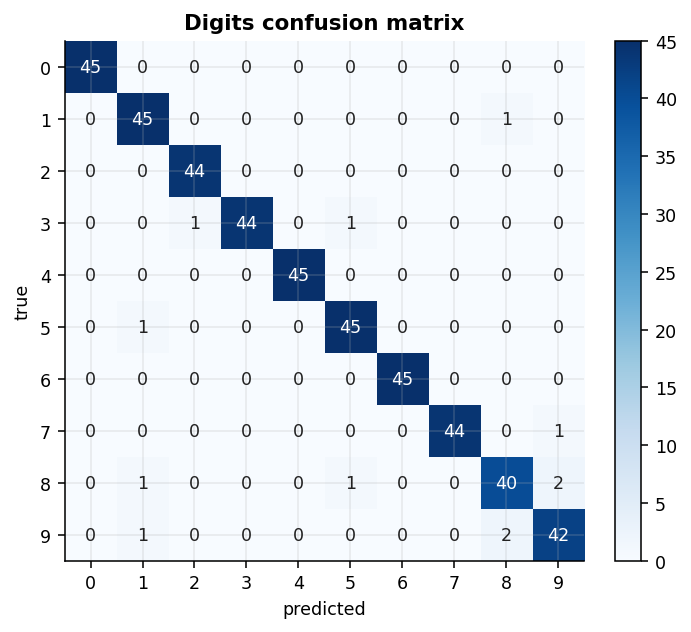 Digits confusion matrix
0 45 0 0 0 0 0 0 0 0 0
1 0 45 0 0 0 0 0 0 1 0
2 0 0 44 0 0 0 0 0 0 0
3 0 0 1 44 0 1 0 0 0 0
4 0 0 0 0 45 0 0 0 0 0
5 0 1 0 0 0 45 0 0 0 0
6 0 0 0 0 0 0 45 0 0 0
7 0 0 0 0 0 0 0 44 0 1
8 0 1 0 0 0 1 0 0 40 2
9 0 1 0 0 0 0 0 0 2 42
0 1 2 3 4 5 6 7 8 9
predicted
true
45
40
35
30
25
20
15
10
5
0